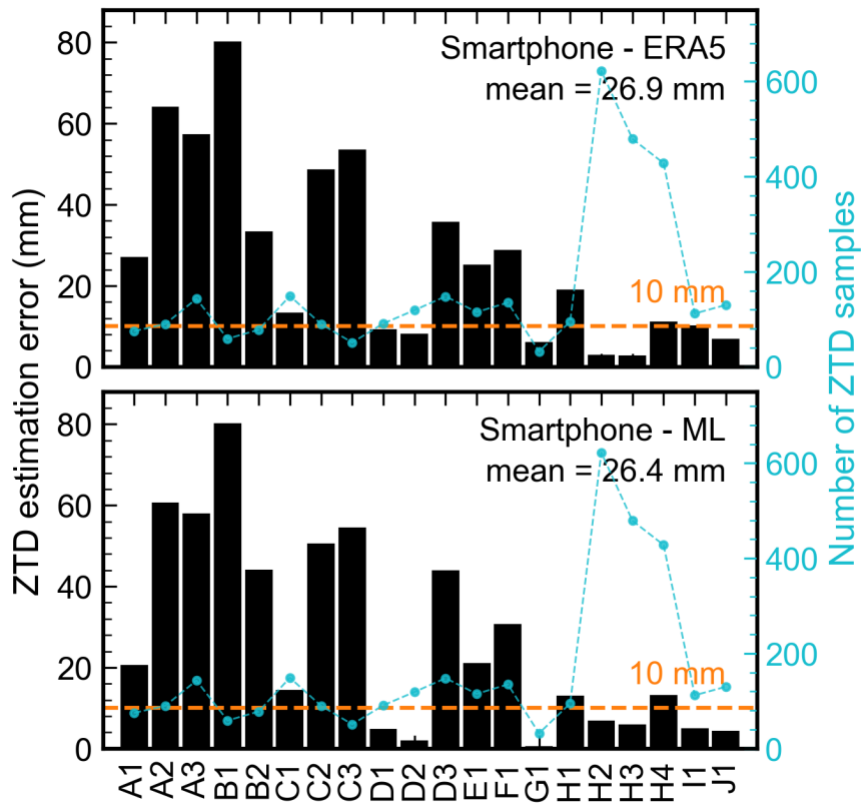 ZTD estimation error (mm)
80
60
40
20
0
Smartphone - ERA5
mean = 26.9 mm
10 mm
600
400
200
0
Number of ZTD samples
80
60
40
20
0
Smartphone - ML
mean = 26.4 mm
10 mm
600
400
200
0
A1 A2 A3 B1 B2 C1 C2 C3 D1 D2 D3 E1 F1 G1 H1 H2 H3 H4 I1 J1